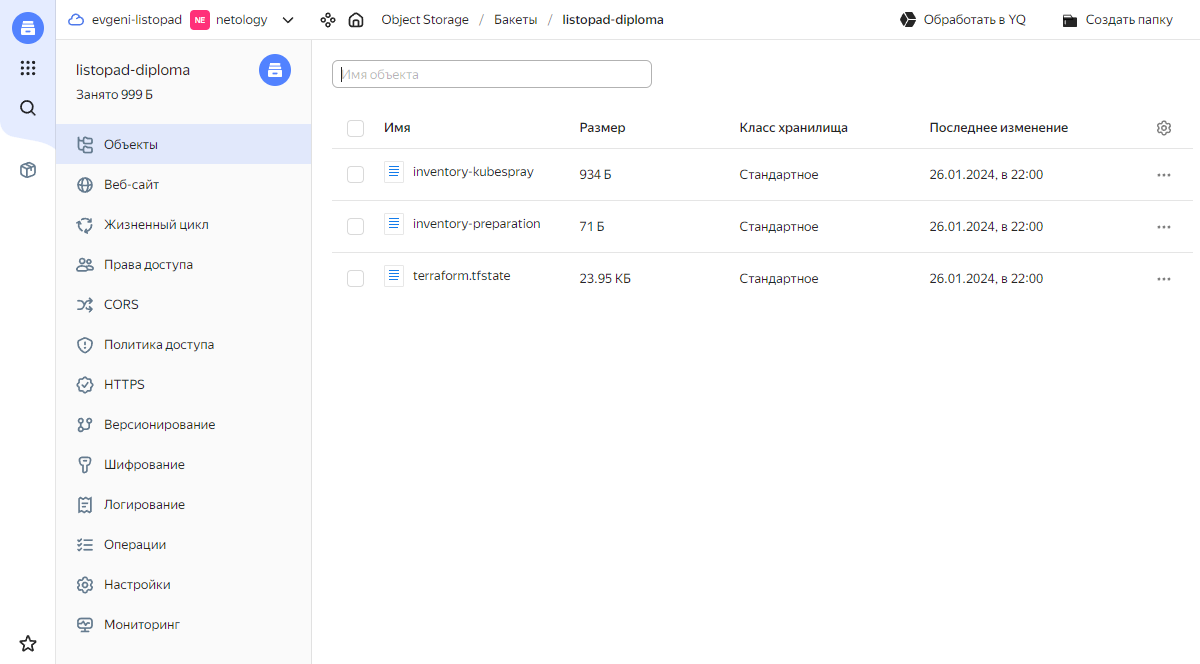 evgeni-listopad NE netology Object Storage / Бакеты / listopad-diploma Обработать в YQ Создать папку
listopad-diploma
Занято 999 Б
Объекты
Веб-сайт
Жизненный цикл
Права доступа
CORS
Политика доступа
HTTPS
Версионирование
Шифрование
Логирование
Операции
Настройки
Мониторинг
Имя объекта
Имя Размер Класс хранилища Последнее изменение
inventory-kubespray 934 Б Стандартное 26.01.2024, в 22:00
inventory-preparation 71 Б Стандартное 26.01.2024, в 22:00
terraform.tfstate 23.95 КБ Стандартное 26.01.2024, в 22:00